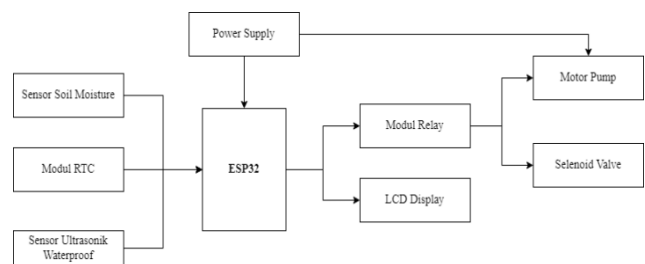 Power Supply
Sensor Soil Moisture
Motor Pump
Modul Relay
Modul RTC
ESP32
Selenoid Valve
LCD Display
Sensor Ultrasonik
Waterproof